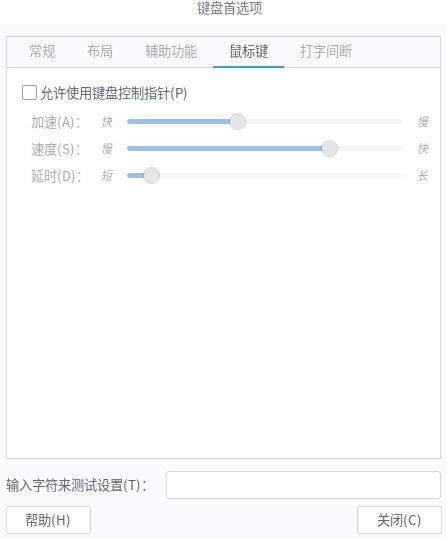 键盘首选项
常规 布局 辅助功能 鼠标键 打字间断
允许使用键盘控制指针(P)
加速(A): 快 慢
速度(S): 慢 快
延时(D): 短 长
输入字符来测试设置(T):
帮助(H) 关闭(C)